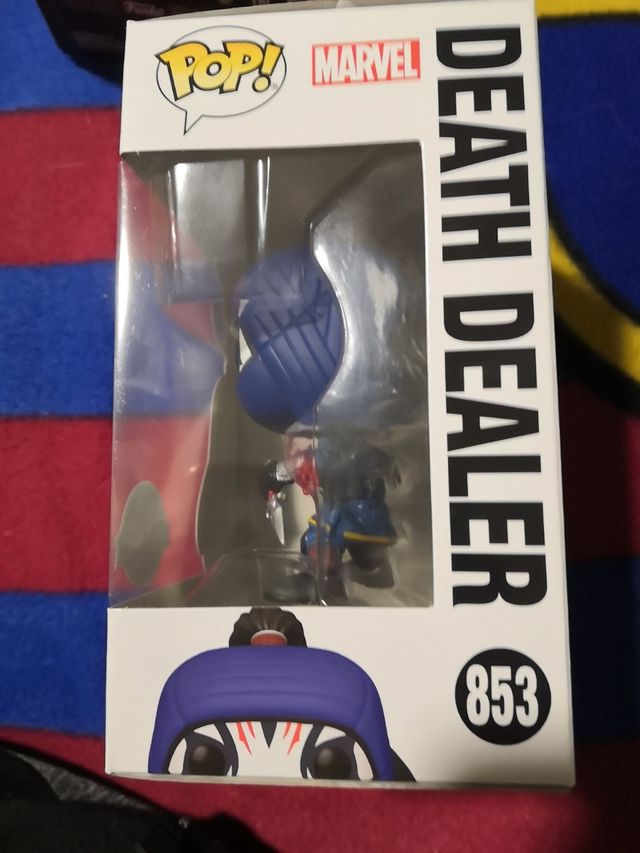 POP!
MARVEL
DEATH DEALER
853